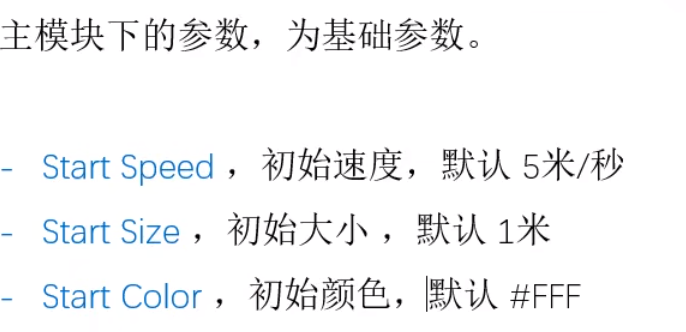 主模块下的参数，为基础参数。
- Start Speed ，初始速度，默认 5米/秒
- Start Size ，初始大小 ，默认 1米
- Start Color ，初始颜色，默认 #FFF